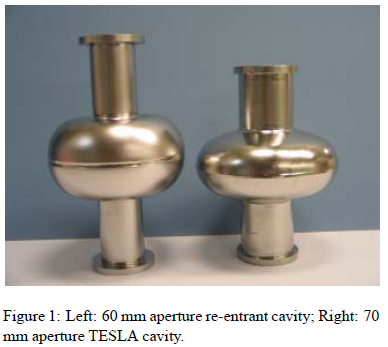 Figure 1: Left: 60 mm aperture re-entrant cavity; Right: 70
mm aperture TESLA cavity.